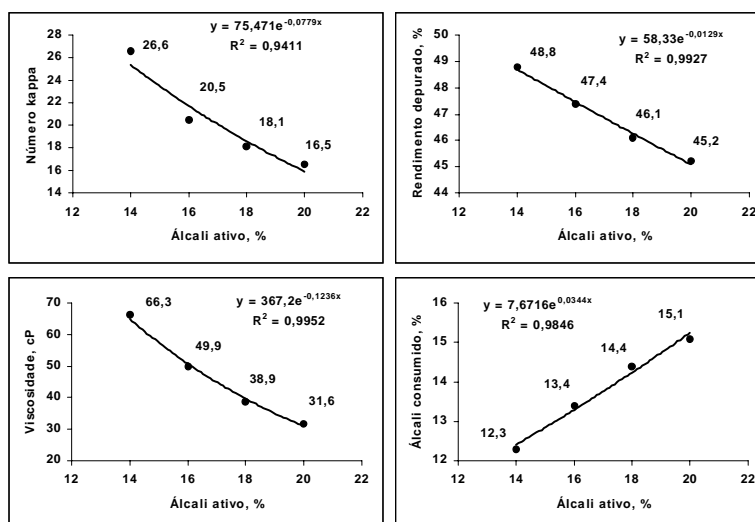 y = 75,471e^-0,0779x
R² = 0,9411
Número kappa
28
26
24
22
20
18
16
14
26,6
20,5
18,1
16,5
12 14 16 18 20 22
Álcali ativo, %
y = 58,33e^-0,0129x
R² = 0,9927
Rendimento depurado, %
50
49
48
47
46
45
44
48,8
47,4
46,1
45,2
12 14 16 18 20 22
Álcali ativo, %
y = 367,2e^-0,1236x
R² = 0,9952
Viscosidade, cP
70
60
50
40
30
20
66,3
49,9
38,9
31,6
12 14 16 18 20 22
Álcali ativo, %
y = 7,6716e^0,0344x
R² = 0,9846
Álcali consumido, %
16
15
14
13
12
15,1
14,4
13,4
12,3
12 14 16 18 20 22
Álcali ativo, %